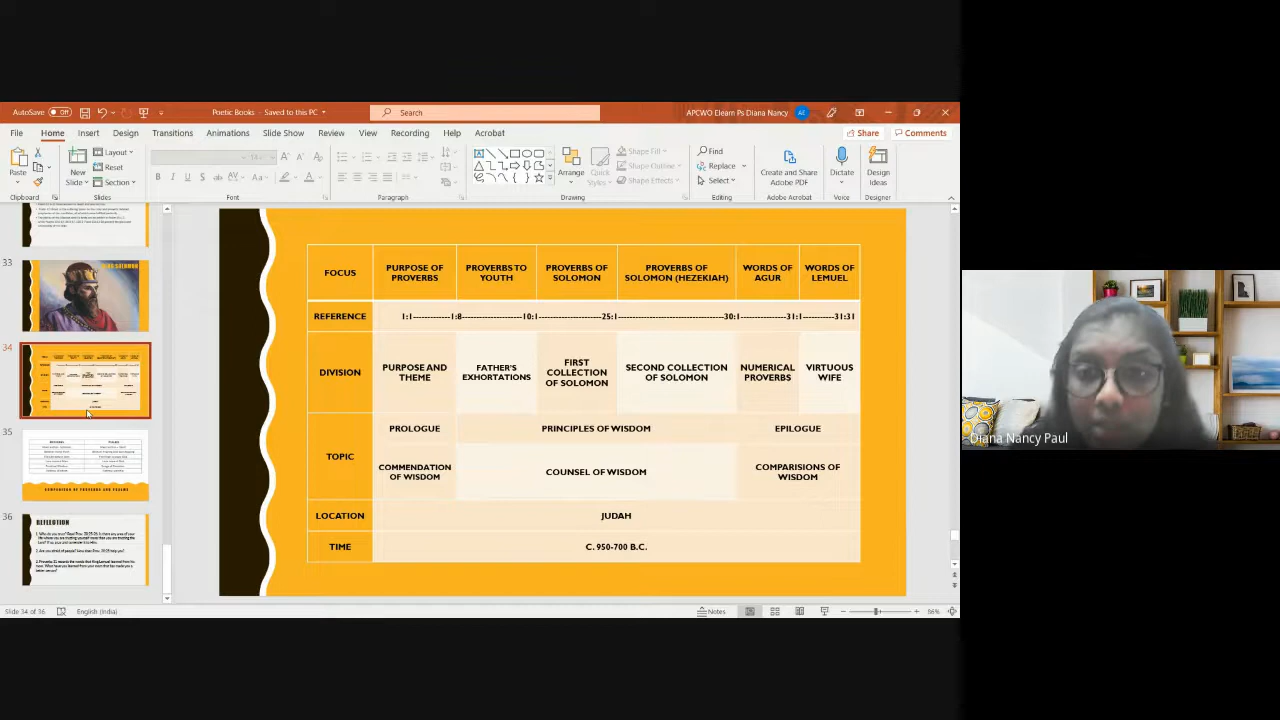 AutoSave Off
Poetic Books - Saved to this PC
Search
APCWO Elearn Ps Diana Nancy
AE
File Home Insert Design Transitions Animations Slide Show Review View Recording Help Acrobat
Share Comments
Paste
New Slide
Layout
Reset
Section
Arrange
Quick Styles
Shape Fill
Shape Outline
Shape Effects
Find
Replace
Select
Create and Share Adobe PDF
Dictate
Design Ideas
Clipboard Slides Font Paragraph Drawing Editing Adobe Acrobat Voice Designer
33
34
35
COMPARISON OF PROVERBS AND PSALMS
36
REFLECTION
FOCUS PURPOSE OF PROVERBS PROVERBS TO YOUTH PROVERBS OF SOLOMON PROVERBS OF SOLOMON (HEZEKIAH) WORDS OF AGUR WORDS OF LEMUEL
REFERENCE 1:1------------1:8--------------------10:1--------------------25:1---------------------------------30:1----------------31:1----------31:31
DIVISION PURPOSE AND THEME FATHER'S EXHORTATIONS FIRST COLLECTION OF SOLOMON SECOND COLLECTION OF SOLOMON NUMERICAL PROVERBS VIRTUOUS WIFE
TOPIC PROLOGUE PRINCIPLES OF WISDOM EPILOGUE
COMMENDATION OF WISDOM COUNSEL OF WISDOM COMPARISIONS OF WISDOM
LOCATION JUDAH
TIME C. 950-700 B.C.
Diana Nancy Paul
Slide 34 of 36 English (India)
Notes
86%